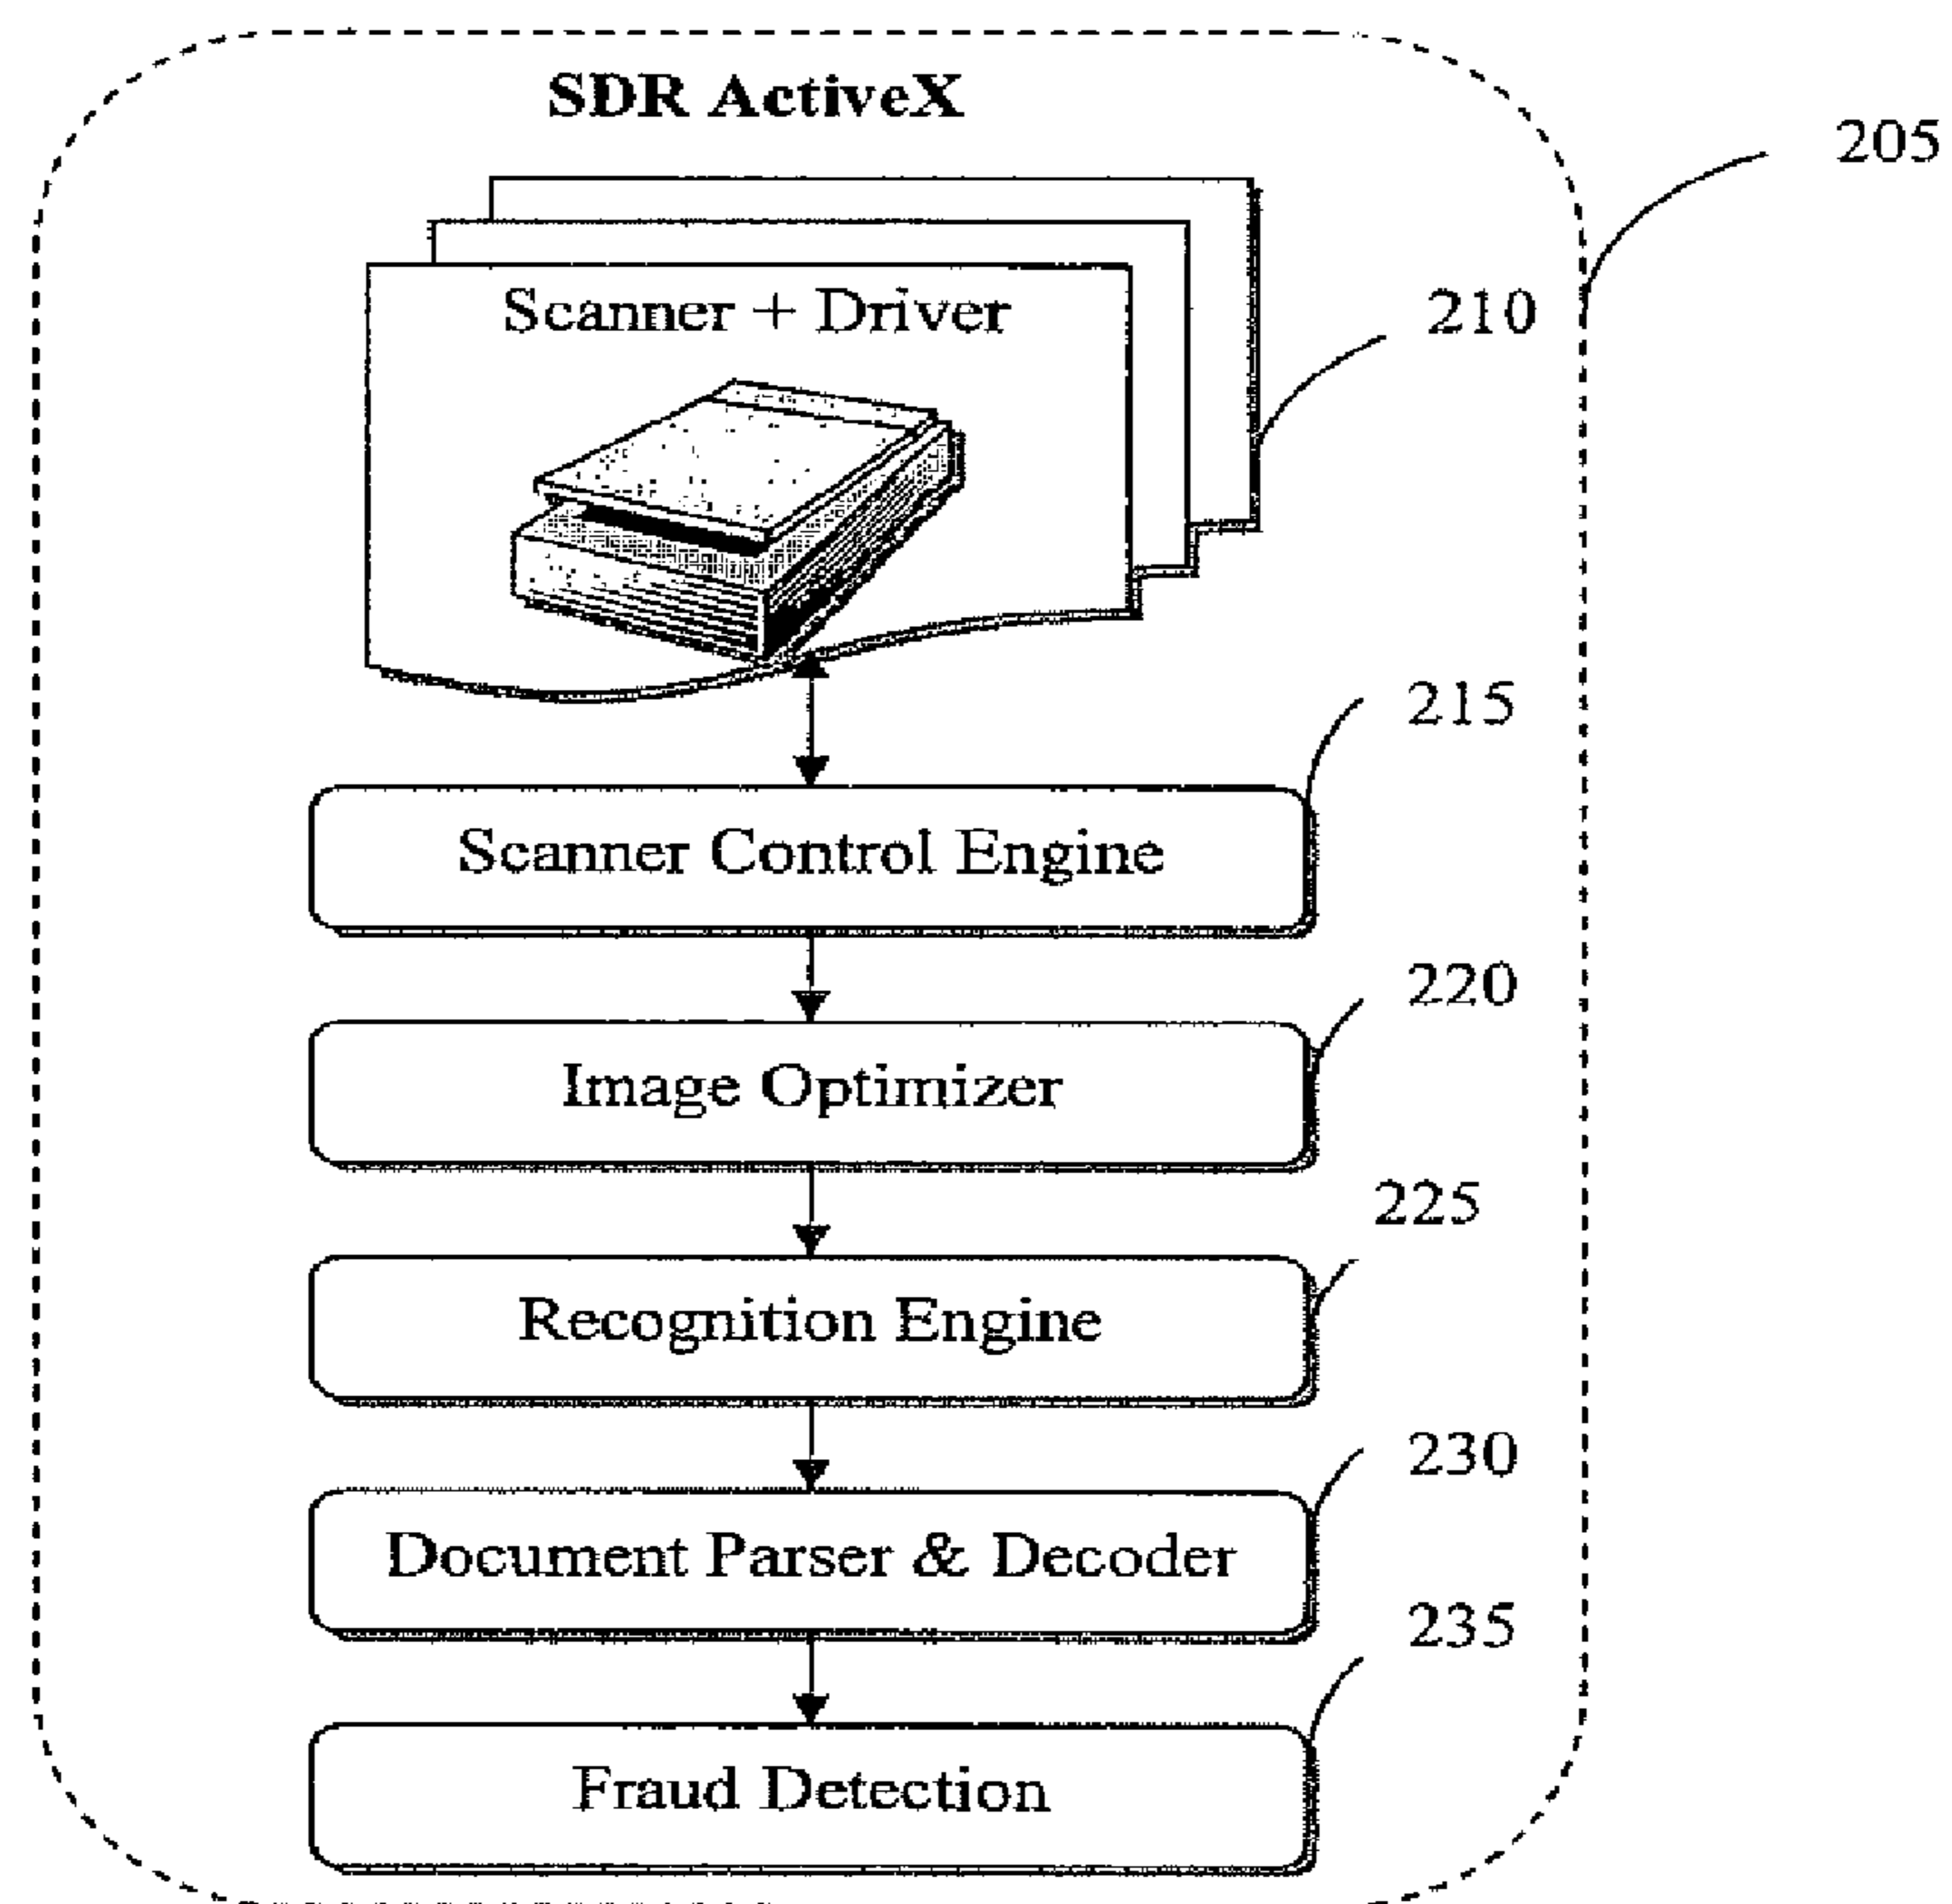 SDR ActiveX
205
Scanner + Driver
210
215
Scanner Control Engine
220
Image Optimizer
225
Recognition Engine
230
Document Parser & Decoder
235
Fraud Detection